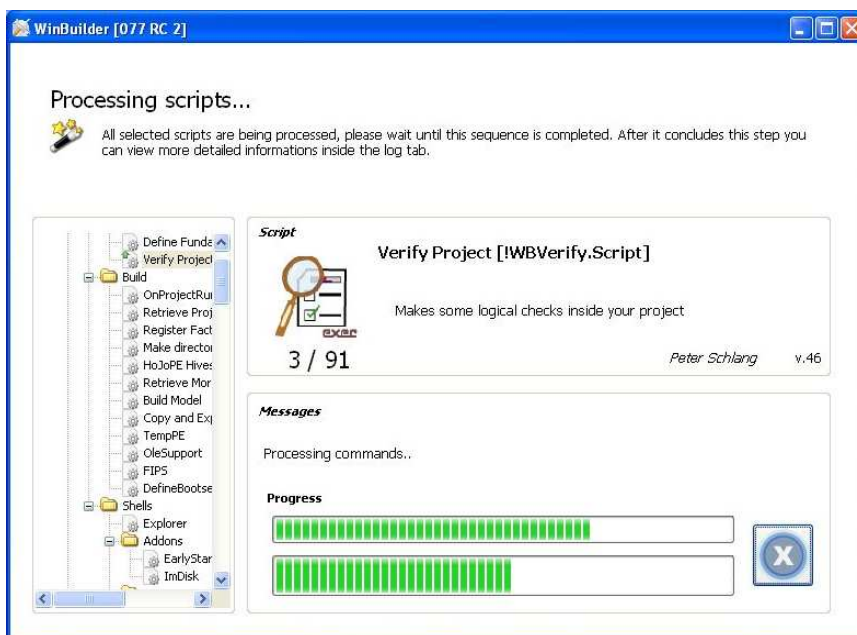 WinBuilder [077 RC 2]
Processing scripts...
All selected scripts are being processed, please wait until this sequence is completed. After it concludes this step you
can view more detailed informations inside the log tab.
Define Funda
Verify Project
Build
OnProjectRu
Retrieve Proj
Register Fact
Make director
HoJoPE Hives
Retrieve Mor
Build Model
Copy and Exp
TempPE
OleSupport
FIPS
DefineBootse
Shells
Explorer
Addons
EarlyStar
ImDisk
Script
Verify Project [!WBVerify.Script]
Makes some logical checks inside your project
exec
3 / 91
Peter Schlang v.46
Messages
Processing commands..
Progress
X